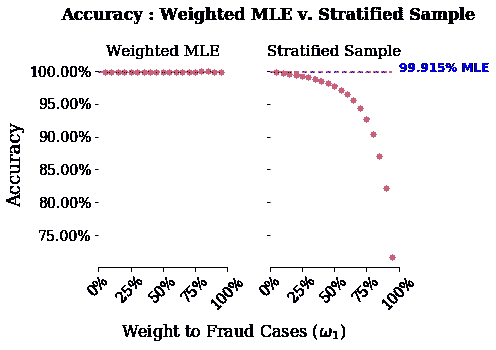 Accuracy : Weighted MLE v. Stratified Sample
Weighted MLE
Stratified Sample
100.00%
95.00%
90.00%
85.00%
80.00%
75.00%
Accuracy
99.915% MLE
0% 25% 50% 75% 100%
0% 25% 50% 75% 100%
Weight to Fraud Cases (ω₁)